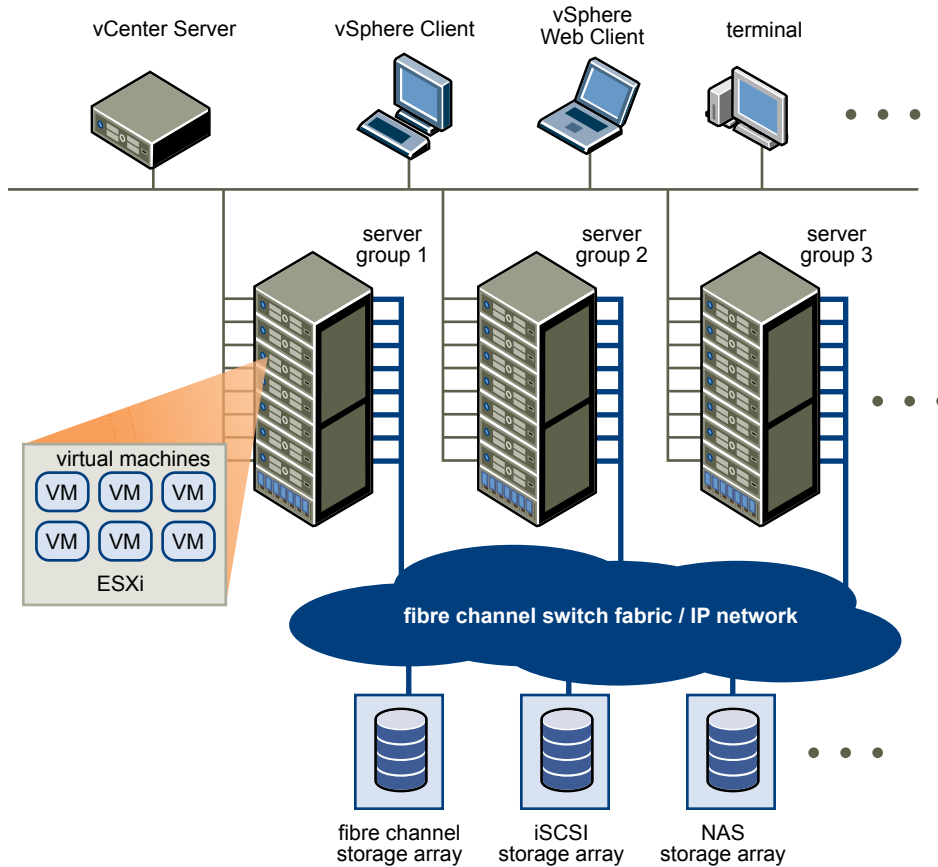 vCenter Server
vSphere Client
vSphere
Web Client
terminal
server
group 1
server
group 2
server
group 3
virtual machines
VM VM VM
VM VM VM
ESXi
fibre channel switch fabric / IP network
fibre channel
storage array
iSCSI
storage array
NAS
storage array